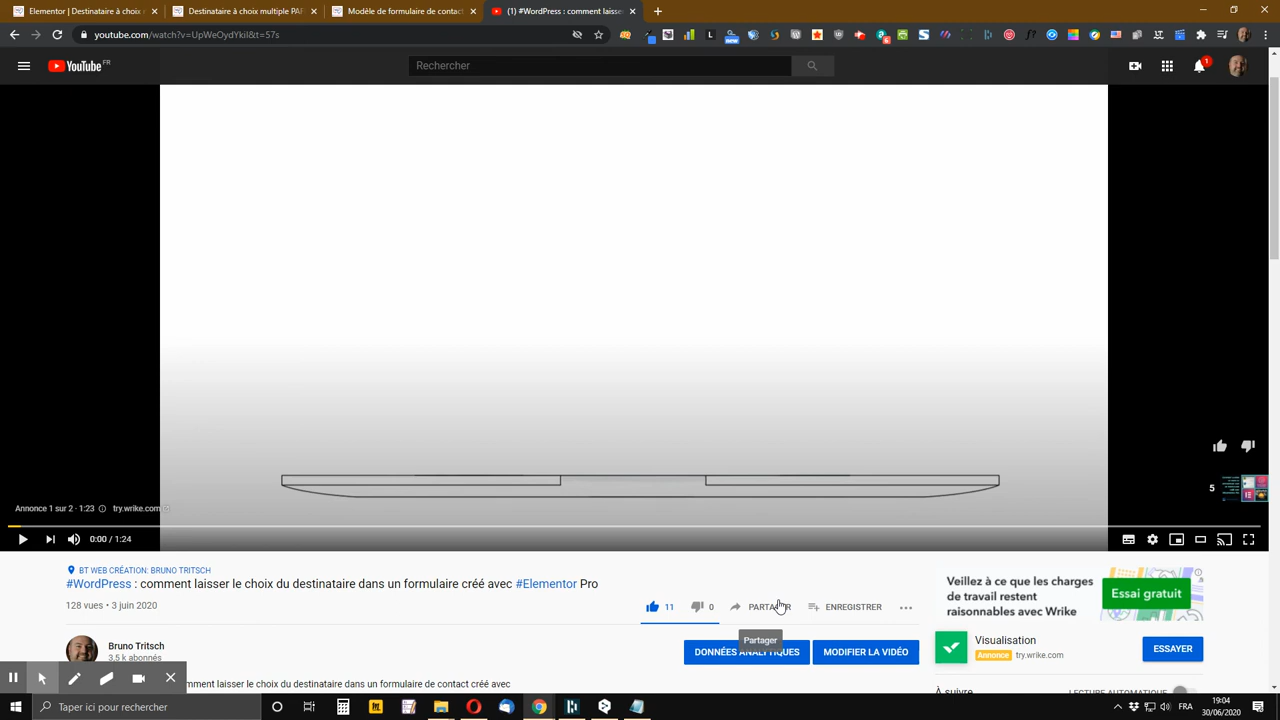 Elementor | Destinataire à choix
Destinataire à choix multiple PAR
Modèle de formulaire de contact
(1) #WordPress : comment laisse
youtube.com/watch?v=UpWeOydYkiI&t=57s
YouTube FR
Rechercher
1
5
Annonce 1 sur 2 · 1:23
try.wrike.com
0:00 / 1:24
BT WEB CRÉATION: BRUNO TRITSCH
#WordPress : comment laisser le choix du destinataire dans un formulaire créé avec #Elementor Pro
128 vues • 3 juin 2020
11
0
PARTAGER
ENREGISTRER
Partager
Bruno Tritsch
3,5 k abonnés
DONNÉES ANALYTIQUES
MODIFIER LA VIDÉO
mment laisser le choix du destinataire dans un formulaire de contact créé avec
Veillez à ce que les charges
de travail restent
raisonnables avec Wrike
Essai gratuit
Visualisation
Annonce try.wrike.com
ESSAYER
À suivre
LECTURE AUTOMATIQUE
Taper ici pour rechercher
FRA
19:04
30/06/2020